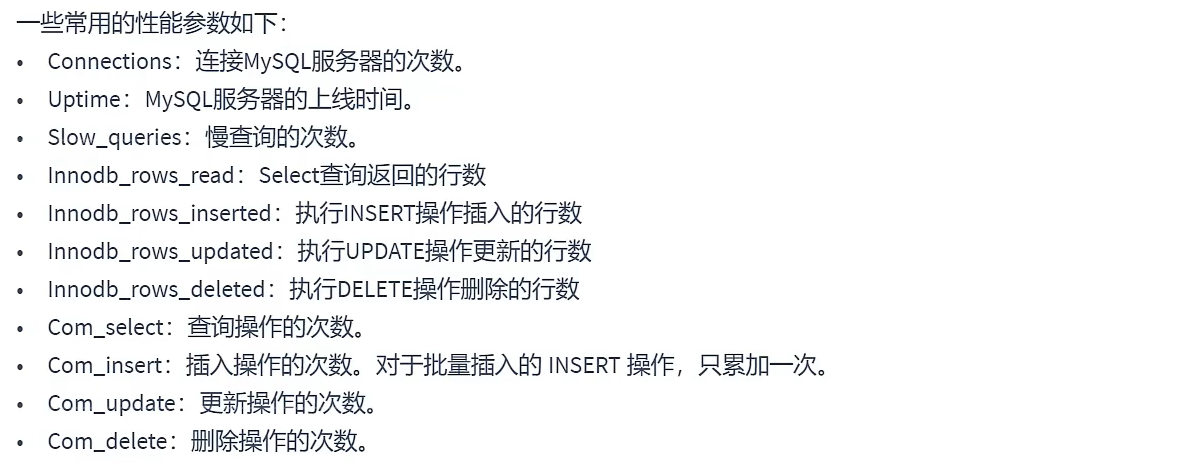 一些常用的性能参数如下：
• Connections：连接MySQL服务器的次数。
• Uptime：MySQL服务器的上线时间。
• Slow_queries：慢查询的次数。
• Innodb_rows_read：Select查询返回的行数
• Innodb_rows_inserted：执行INSERT操作插入的行数
• Innodb_rows_updated：执行UPDATE操作更新的行数
• Innodb_rows_deleted：执行DELETE操作删除的行数
• Com_select：查询操作的次数。
• Com_insert：插入操作的次数。对于批量插入的 INSERT 操作，只累加一次。
• Com_update：更新操作的次数。
• Com_delete：删除操作的次数。